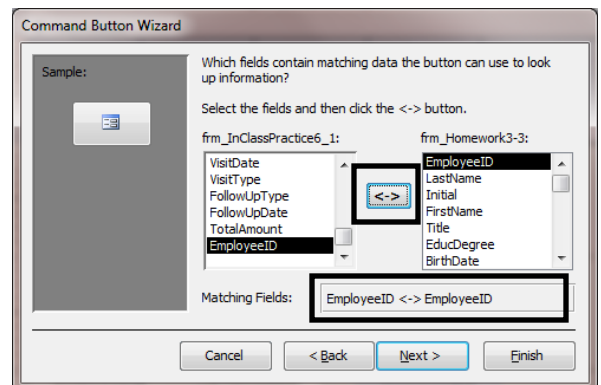 Command Button Wizard
Sample:
Which fields contain matching data the button can use to look
up information?
Select the fields and then click the <-> button.
frm_InClassPractice6_1:
frm_Homework3-3:
VisitDate
VisitType
FollowUpType
FollowUpDate
TotalAmount
EmployeeID
<->
EmployeeID
LastName
Initial
FirstName
Title
EducDegree
BirthDate
Matching Fields:
EmployeeID <-> EmployeeID
Cancel
< Back
Next >
Finish